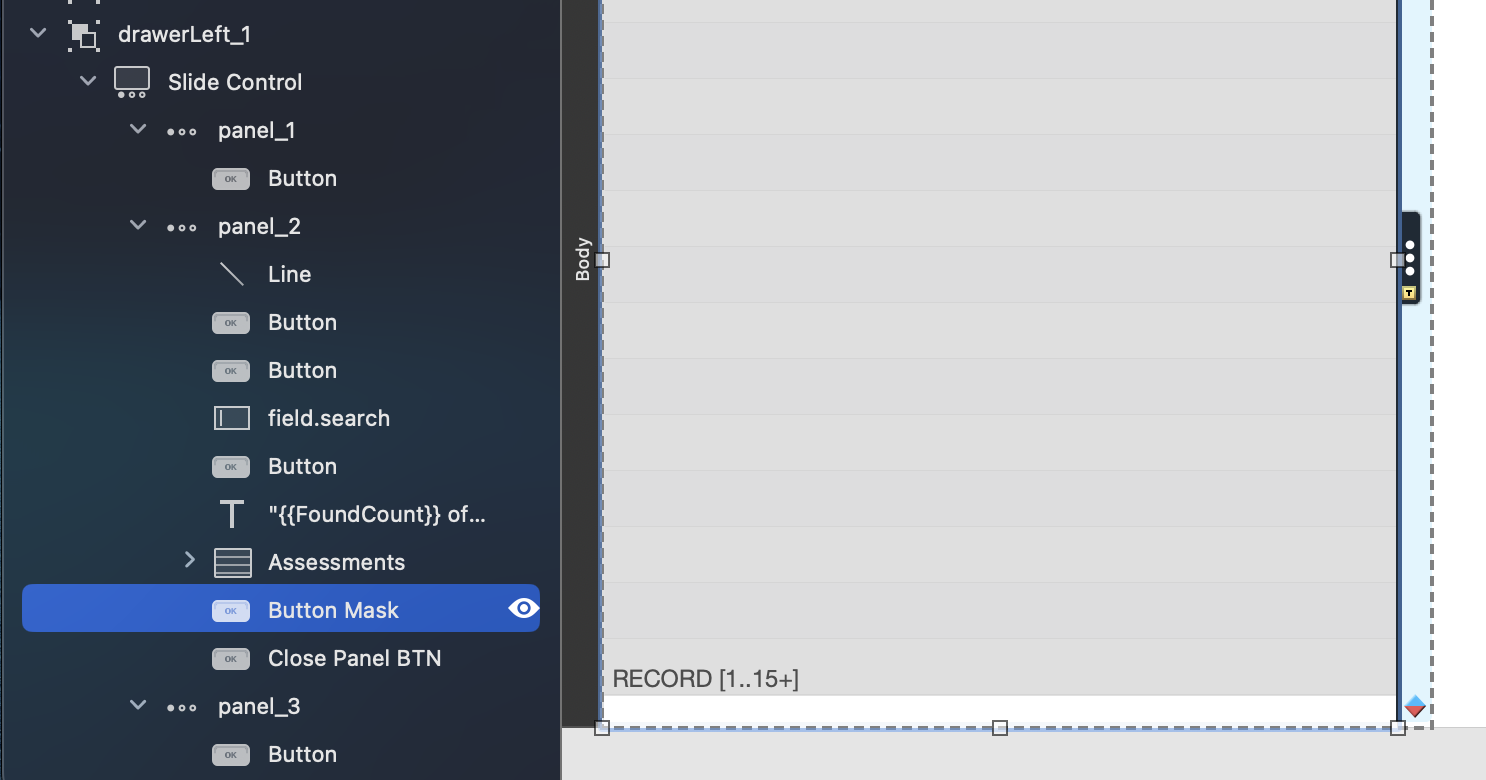 drawerLeft_1
Slide Control
panel_1
OK Button
panel_2
Line
OK Button
OK Button
field.search
OK Button
"{{FoundCount}} of...
Assessments
OK Button Mask
OK Close Panel BTN
panel_3
OK Button
Body
T
RECORD [1..15+]